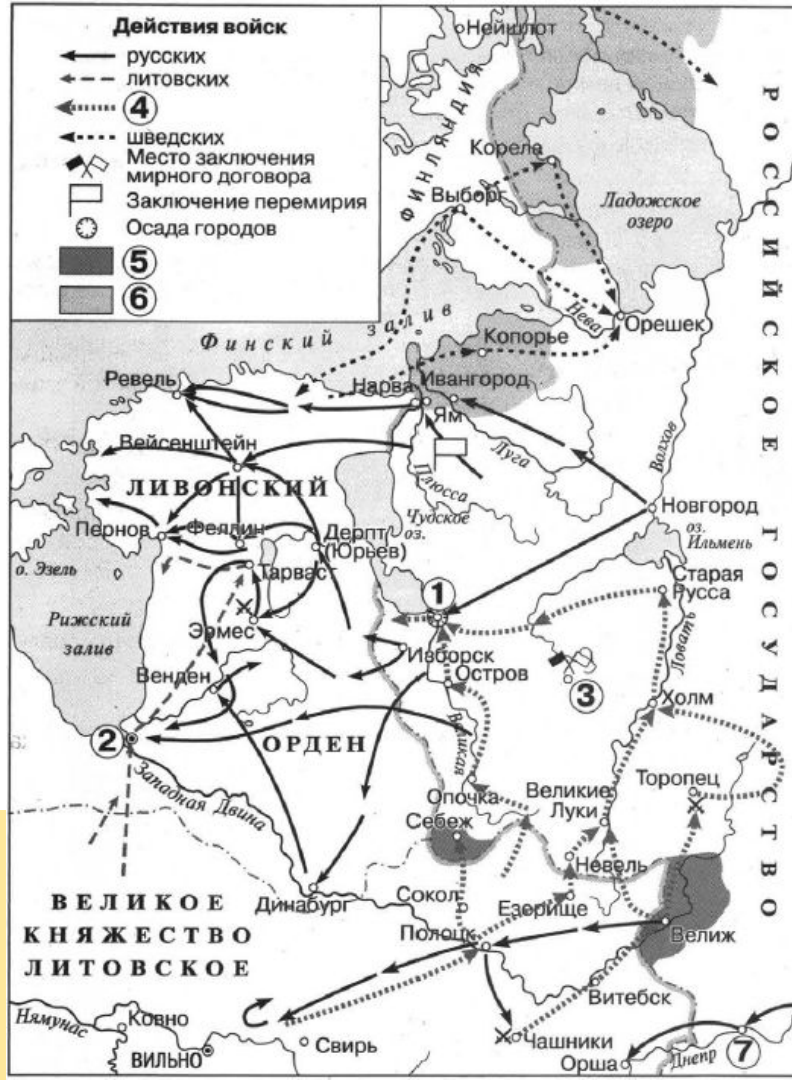 Действия войск
русских
литовских
4
шведских
Место заключения
мирного договора
Заключение перемирия
Осада городов
5
6
Нейшлот
ФИНЛЯНДИЯ
Корела
Выборг
Ладожское
озеро
РОССИЙСКОЕ ГОСУДАРСТВО
Финский залив
Нева
Орешек
Копорье
Ревель
Нарва
Ивангород
Ям
Луга
Волхов
Вейсенштейн
ЛИВОНСКИЙ
Плюсса
Чудское
оз.
Новгород
оз.
Ильмень
Пернов
Феллин
Дерпт
(Юрьев)
о. Эзель
Тарваст
1
Старая
Русса
Рижский
залив
Эрмес
Изборск
Остров
3
Ловать
Венден
Холм
2
ОРДЕН
Великая
Западная Двина
Опочка
Великие
Луки
Торопец
Себеж
Невель
ВЕЛИКОЕ
КНЯЖЕСТВО
ЛИТОВСКОЕ
Динабург
Сокол
Езерище
Полоцк
Велиж
Витебск
Нямунас
Ковно
ВИЛЬНО
Свирь
Чашники
Орша
Днепр
7